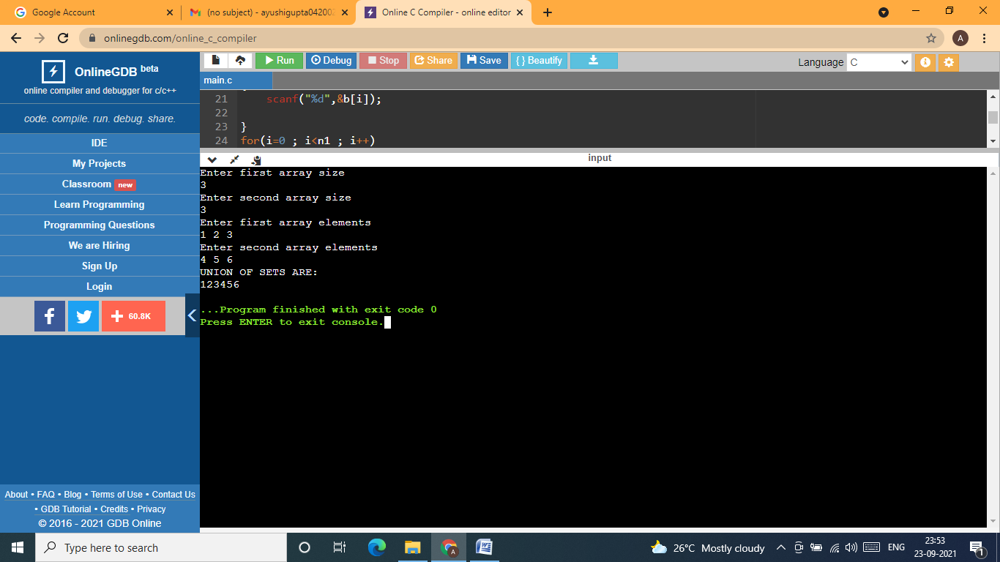 Google Account
(no subject) - ayushigupta04200
Online C Compiler - online editor
onlinegdb.com/online_c_compiler
A
OnlineGDB beta
online compiler and debugger for c/c++
code. compile. run. debug. share.
IDE
My Projects
Classroom new
Learn Programming
Programming Questions
We are Hiring
Sign Up
Login
f
+ 60.8K
About • FAQ • Blog • Terms of Use • Contact Us
• GDB Tutorial • Credits • Privacy
© 2016 - 2021 GDB Online
Run Debug Stop Share Save { } Beautify
Language C
main.c
21 scanf("%d",&b[i]);
22
23 }
24 for(i=0 ; i<n1 ; i++)
input
Enter first array size
3
Enter second array size
3
Enter first array elements
1 2 3
Enter second array elements
4 5 6
UNION OF SETS ARE:
123456
...Program finished with exit code 0
Press ENTER to exit console.
Type here to search
26°C Mostly cloudy
ENG
23:53
23-09-2021
1